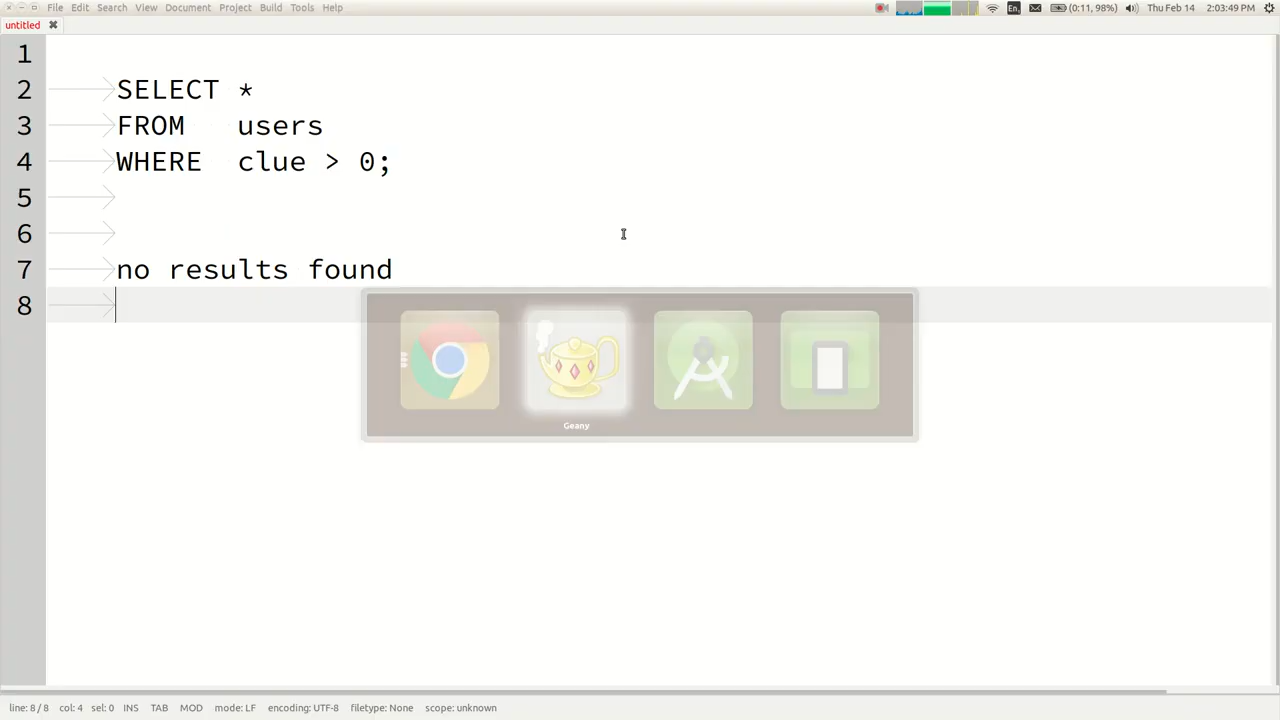 File Edit Search View Document Project Build Tools Help En (0:11, 98%) Thu Feb 14 2:03:49 PM
untitled
1
2 SELECT *
3 FROM users
4 WHERE clue > 0;
5
6
7 no results found
8
Geany
line: 8 / 8 col: 4 sel: 0 INS TAB MOD mode: LF encoding: UTF-8 filetype: None scope: unknown